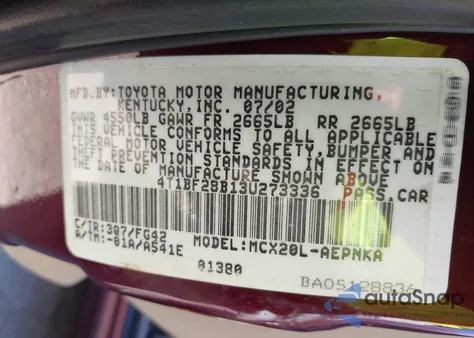 MFD.BY:TOYOTA MOTOR MANUFACTURING,
KENTUCKY,INC. 07/02
GVWR 4550LB GAWR FR 2665LB RR 2665LB
THIS VEHICLE CONFORMS TO ALL APPLICABLE
FEDERAL MOTOR VEHICLE SAFETY, BUMPER AND
THEFT PREVENTION STANDARDS IN EFFECT ON
THE DATE OF MANUFACTURE SHOWN ABOVE
4T1BF28B13U273336 PASS.CAR
C/TR:3Q7/FG42 MODEL:MCX20L-AEPNKA
A/TM:-01A/A541E
01380
BA05128836
autoSnap